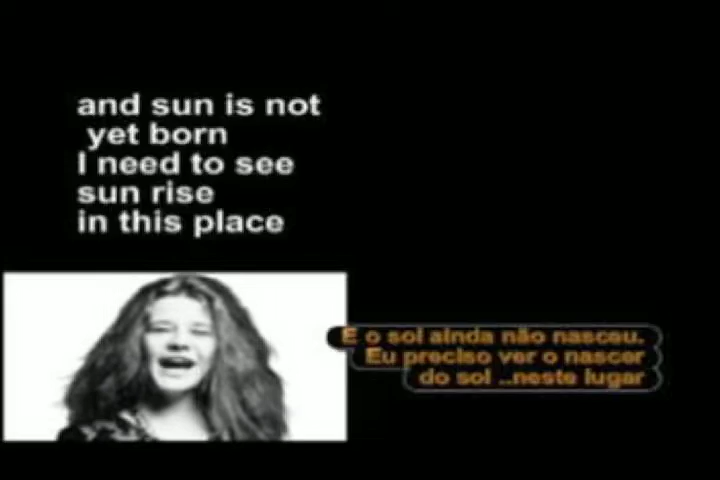 and sun is not
yet born
I need to see
sun rise
in this place
E o sol ainda não nasceu.
Eu preciso ver o nascer
do sol ..neste lugar